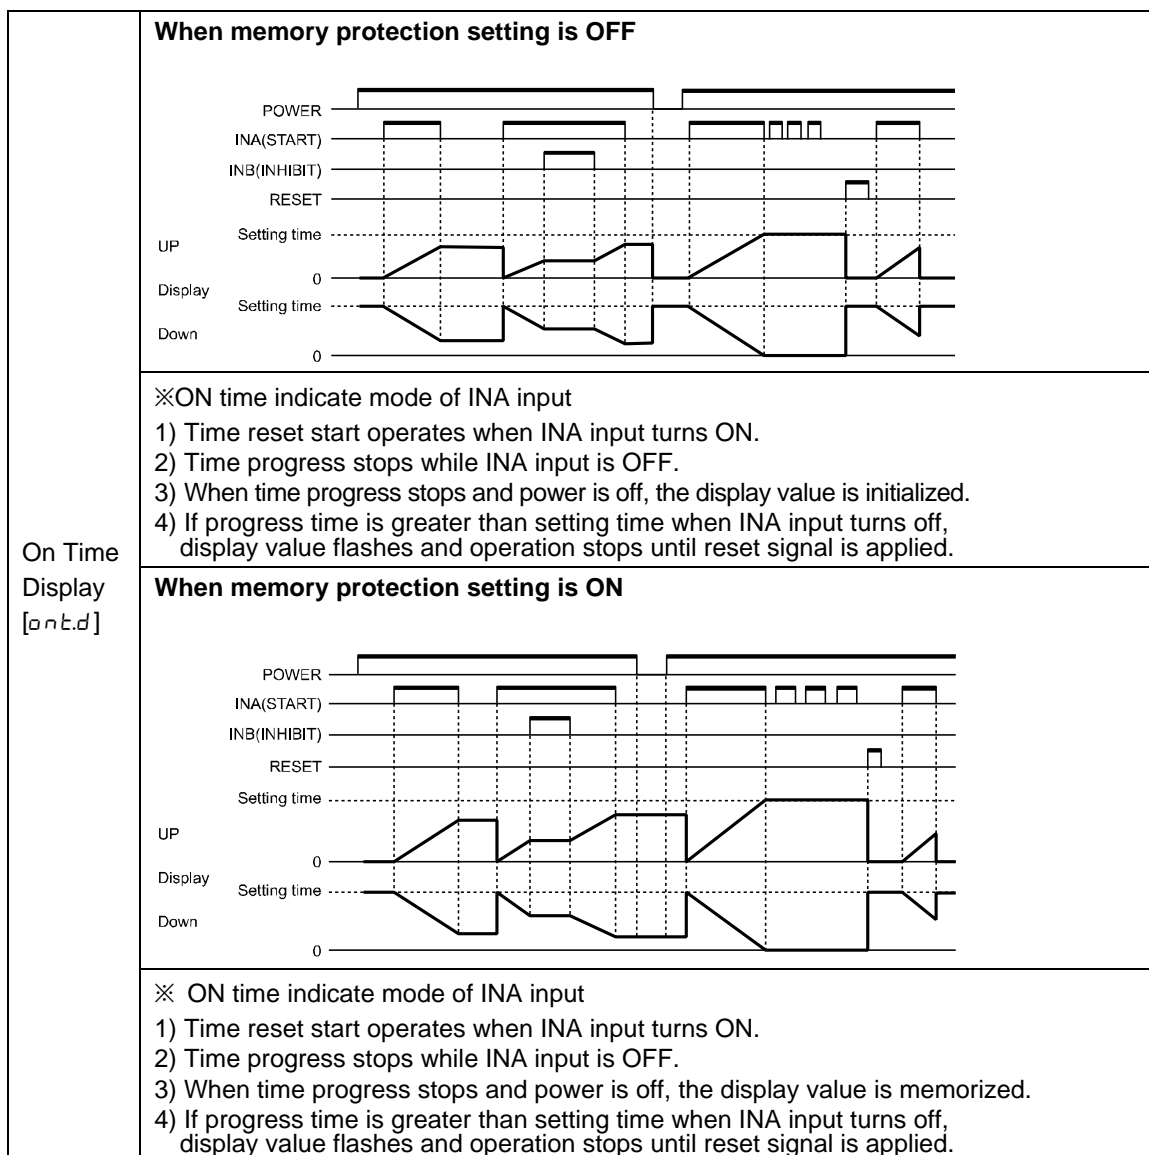 When memory protection setting is OFF
POWER
INA(START)
INB(INHIBIT)
RESET
Setting time
UP
0
Display
Setting time
Down
0
※ON time indicate mode of INA input
1) Time reset start operates when INA input turns ON.
2) Time progress stops while INA input is OFF.
3) When time progress stops and power is off, the display value is initialized.
4) If progress time is greater than setting time when INA input turns off,
display value flashes and operation stops until reset signal is applied.
On Time
Display
[ont.d]
When memory protection setting is ON
POWER
INA(START)
INB(INHIBIT)
RESET
Setting time
UP
0
Display
Setting time
Down
0
※ ON time indicate mode of INA input
1) Time reset start operates when INA input turns ON.
2) Time progress stops while INA input is OFF.
3) When time progress stops and power is off, the display value is memorized.
4) If progress time is greater than setting time when INA input turns off,
display value flashes and operation stops until reset signal is applied.